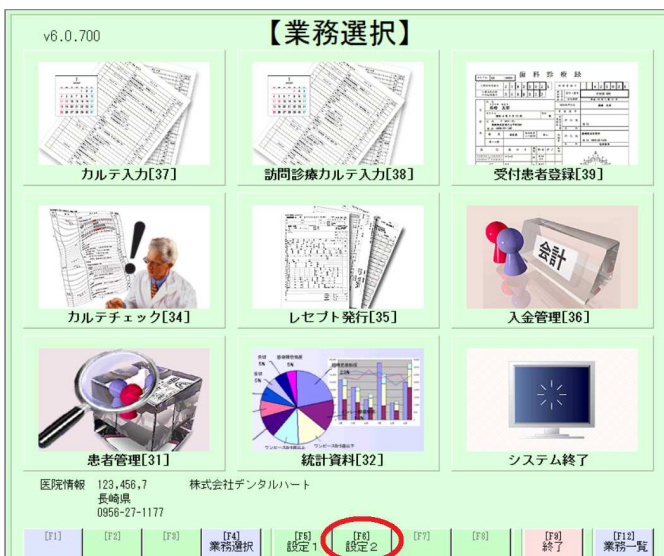 v6.0.700
【業務選択】
カルテ入力[37]
訪問診療カルテ入力[38]
歯科診療録
受付患者登録[39]
カルテチェック[34]
レセプト発行[35]
会計
入金管理[36]
患者管理[31]
統計資料[32]
システム終了
医院情報 123,456,7 株式会社デンタルハート
長崎県
0956-27-1177
[F1] [F2] [F3] [F4] [F5] [F6] [F7] [F8] [F9] [F12]
業務選択 設定1 設定2 終了 業務一覧